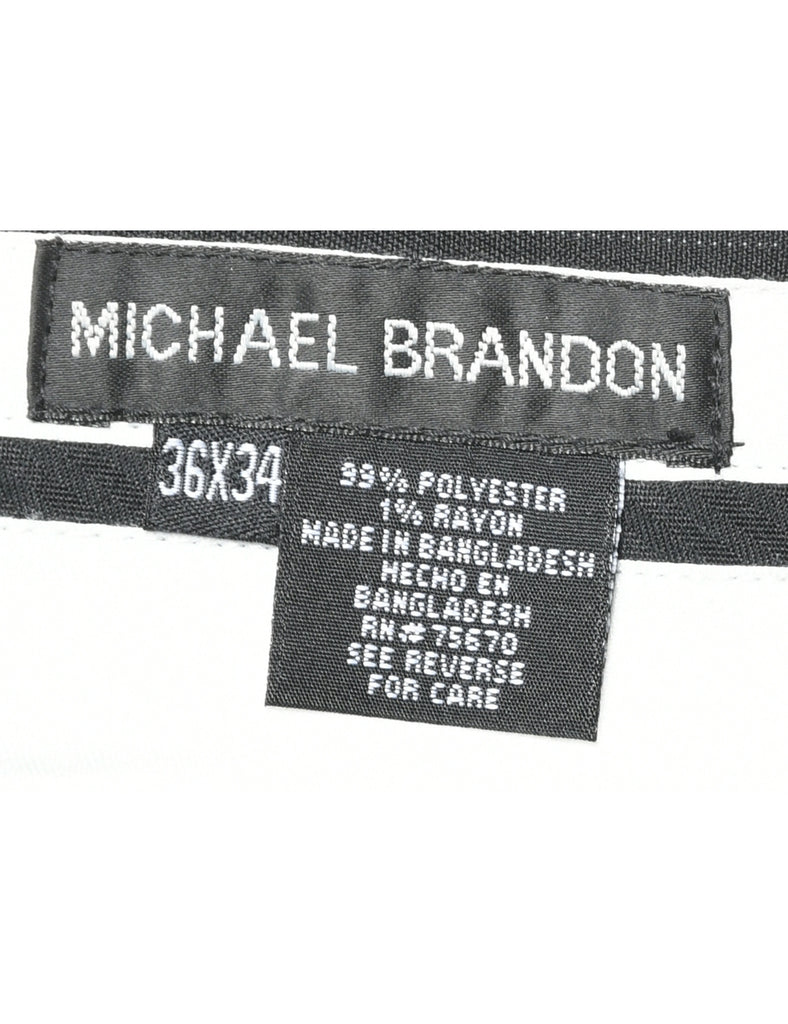 MICHAEL BRANDON
36X34
99% POLYESTER
1% RAYON
MADE IN BANGLADESH
HECHO EN
BANGLADESH
RN# 75670
SEE REVERSE
FOR CARE